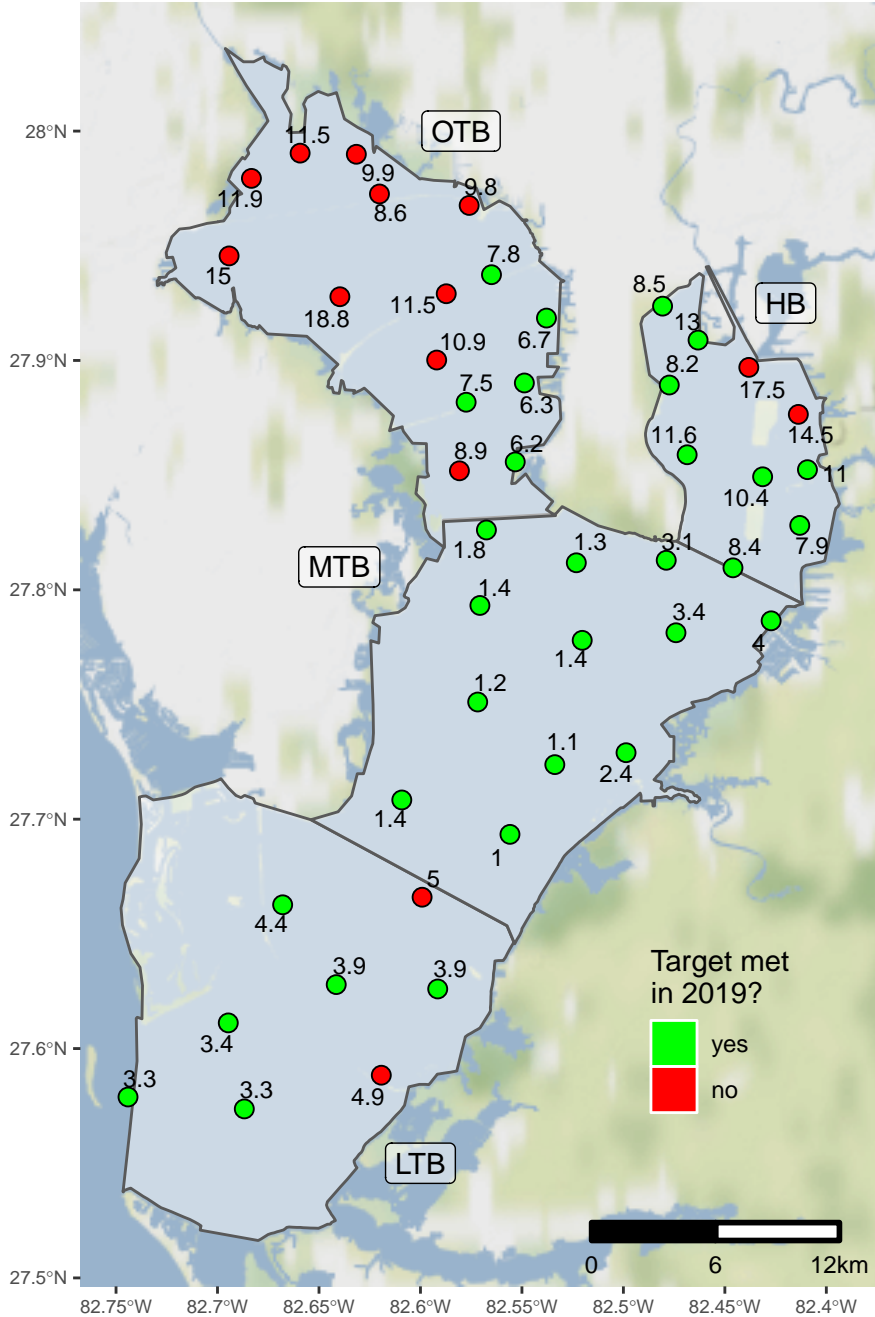 28°N
27.9°N
27.8°N
27.7°N
27.6°N
27.5°N
OTB
11.5
9.9
11.9
8.6
9.8
7.8
15
18.8
11.5
6.7
10.9
7.5
6.3
8.9
6.2
HB
8.5
13
8.2
17.5
11.6
14.5
10.4
11
7.9
8.4
MTB
1.8
1.3
3.1
1.4
3.4
4
1.4
1.2
1.1
2.4
1.4
1
5
4.4
3.9
3.9
3.4
3.3
3.3
4.9
LTB
Target met
in 2019?
yes
no
0 6 12km
82.75°W 82.7°W 82.65°W 82.6°W 82.55°W 82.5°W 82.45°W 82.4°W